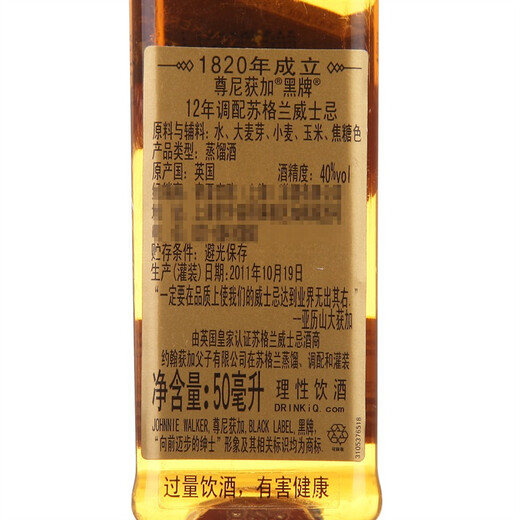 1820年成立
尊尼获加®黑牌®
12年调配苏格兰威士忌
原料与辅料: 水、大麦芽、小麦、玉米、焦糖色
产品类型: 蒸馏酒
原产国: 英国 酒精度: 40%vol
贮存条件: 避光保存
生产(灌装)日期:2011年10月19日
“一定要在品质上使我们的威士忌达到业界无出其右.”
—亚历山大获加
由英国皇家认证苏格兰威士忌酒商
约翰获加父子有限公司在苏格兰蒸馏、调配和灌装
净含量:50毫升 理性饮酒
DRINKiQ.com
JOHNNIE WALKER, 尊尼获加, BLACK LABEL, 黑牌,
“向前迈步的绅士” 形象及其相关标识均为商标
3105376518
过量饮酒, 有害健康